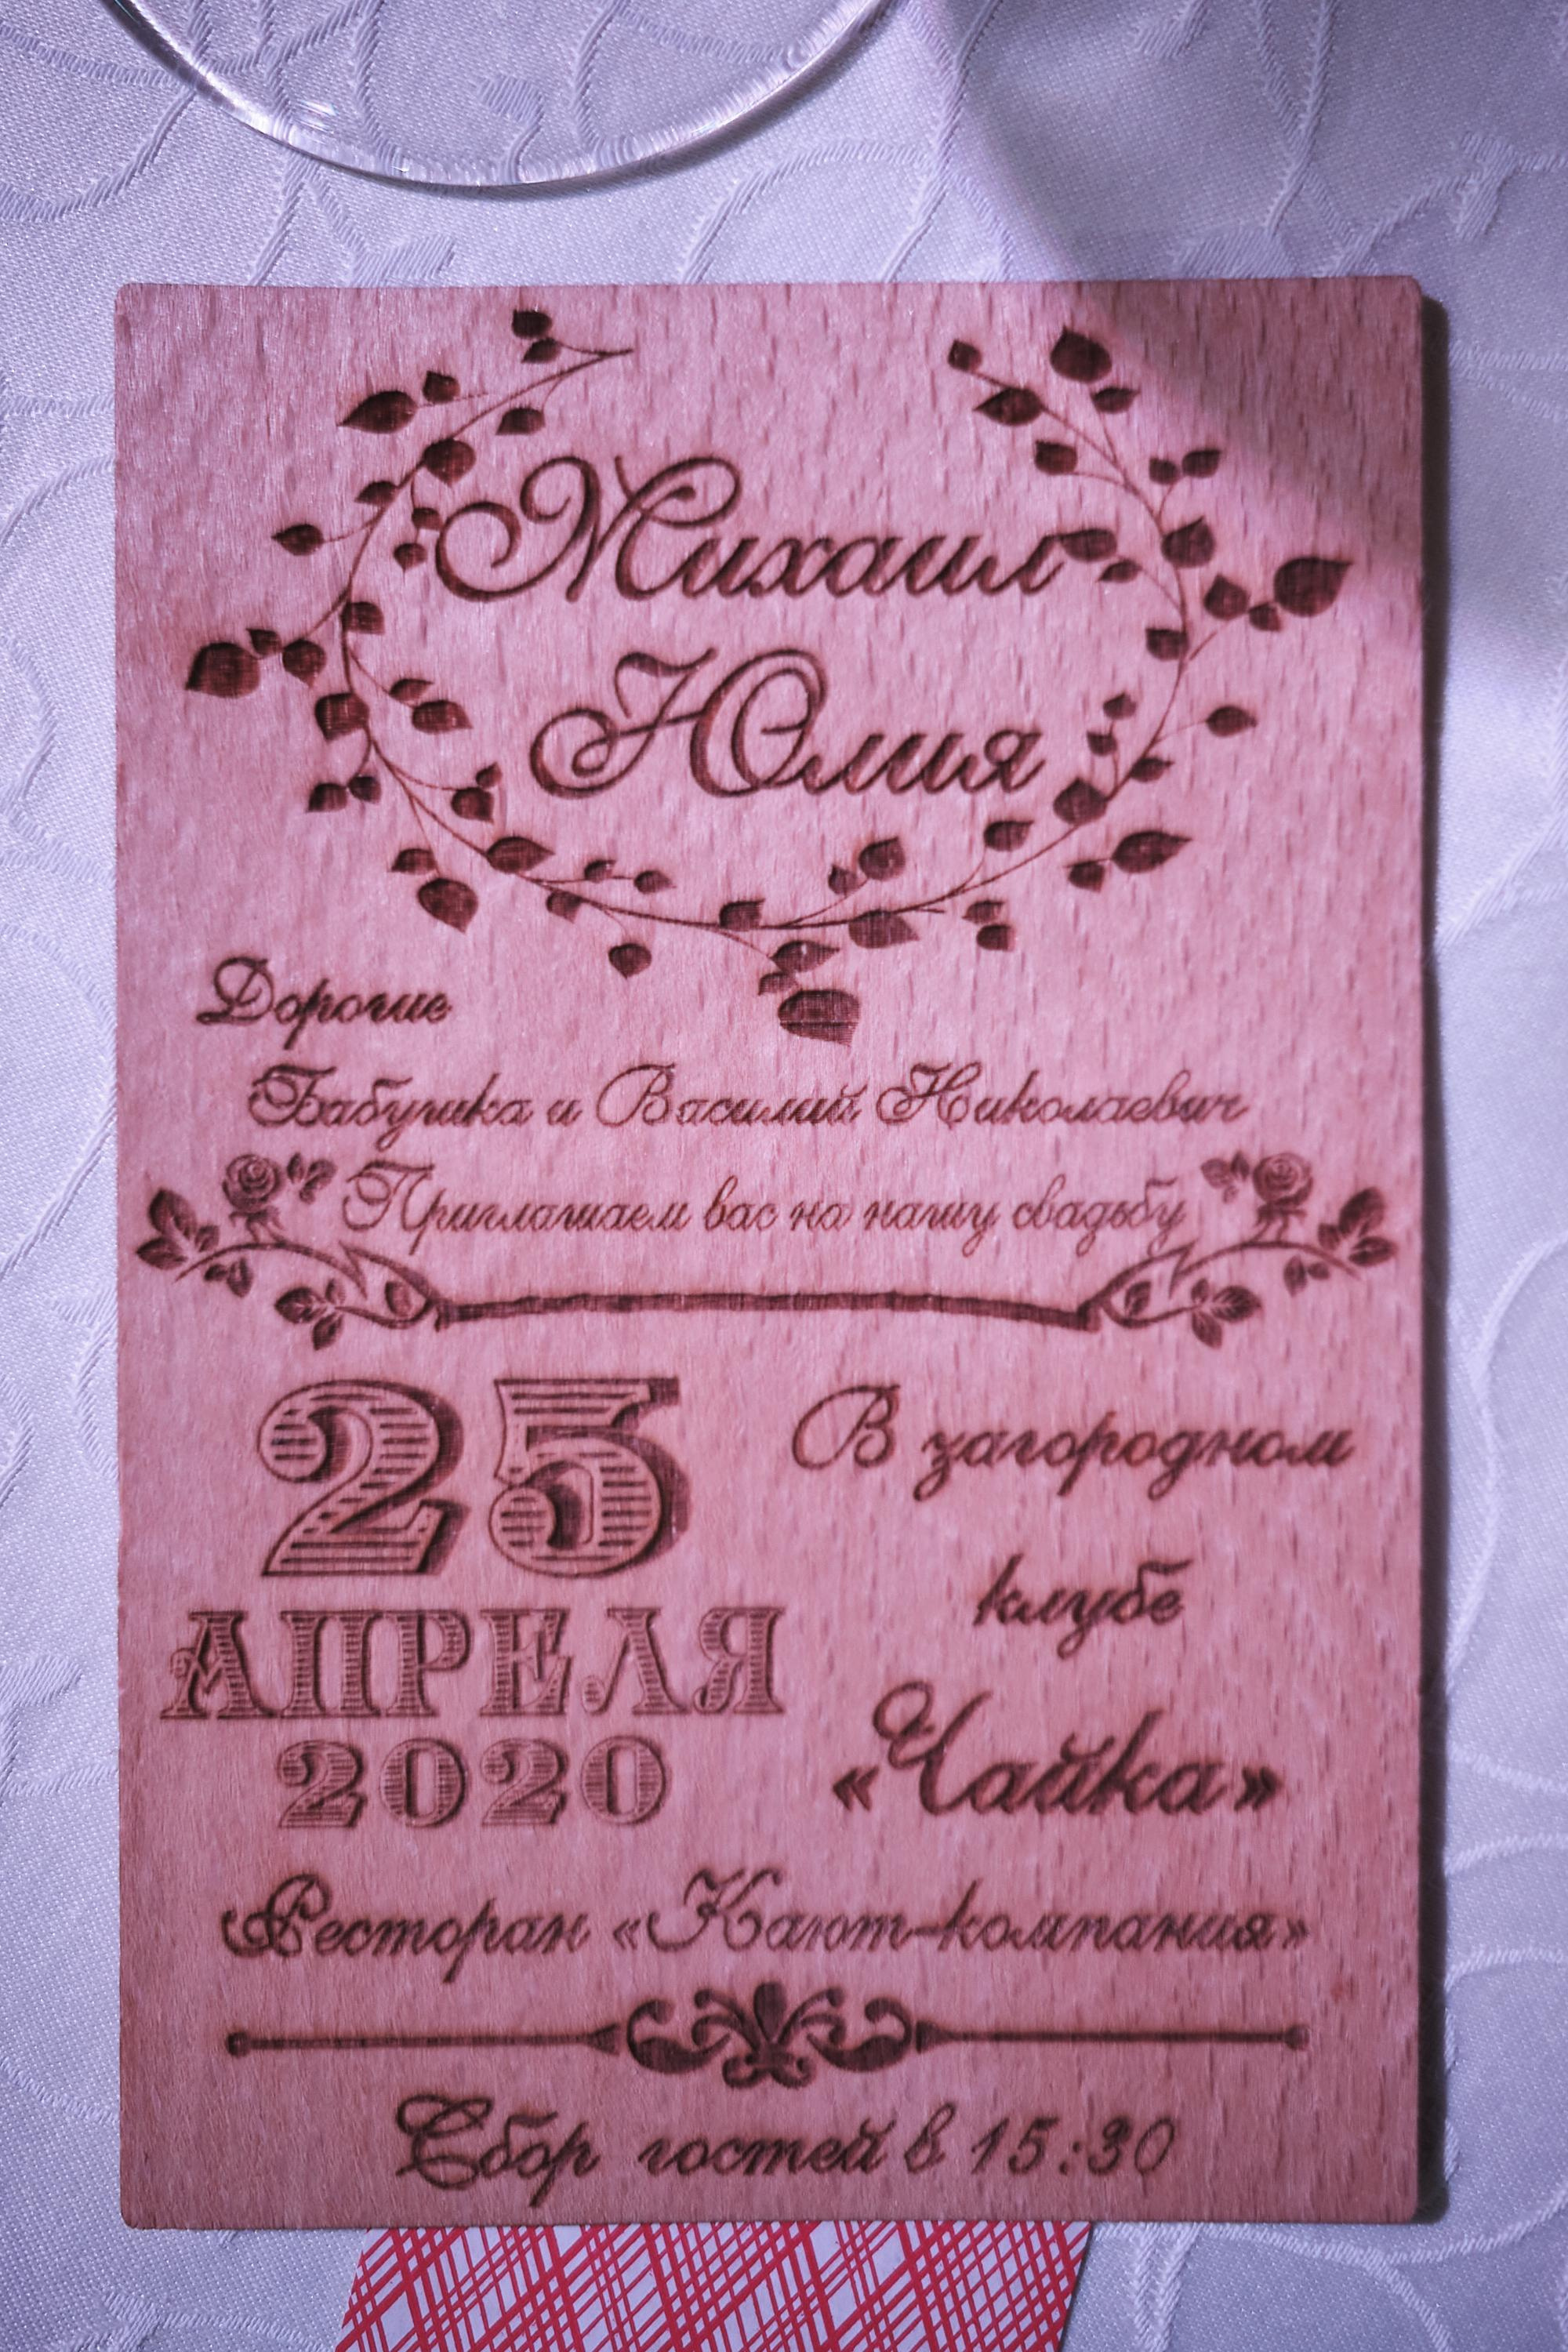 Михаил
Юлия
Дорогие
Бабушка и Василий Николаевич
Приглашаем вас на нашу свадьбу
25
АПРЕЛЯ
2020
В загородном
клубе
«Чайка»
Ресторан «Кают-компания»
Сбор гостей в 15:30